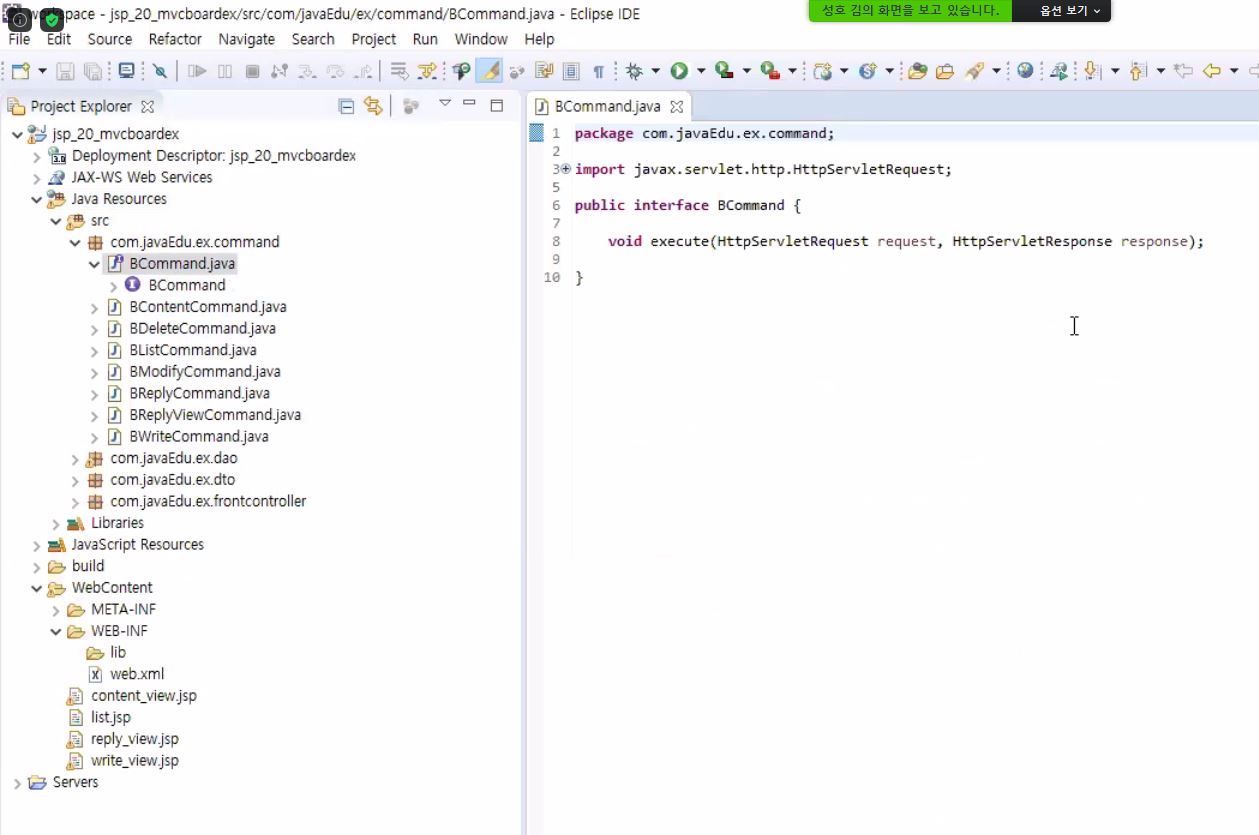 workspace - jsp_20_mvcboardex/src/com/javaEdu/ex/command/BCommand.java - Eclipse IDE
성호 김의 화면을 보고 있습니다.
옵션 보기
File Edit Source Refactor Navigate Search Project Run Window Help
Project Explorer
jsp_20_mvcboardex
Deployment Descriptor: jsp_20_mvcboardex
JAX-WS Web Services
Java Resources
src
com.javaEdu.ex.command
BCommand.java
BCommand
BContentCommand.java
BDeleteCommand.java
BListCommand.java
BModifyCommand.java
BReplyCommand.java
BReplyViewCommand.java
BWriteCommand.java
com.javaEdu.ex.dao
com.javaEdu.ex.dto
com.javaEdu.ex.frontcontroller
Libraries
JavaScript Resources
build
WebContent
META-INF
WEB-INF
lib
web.xml
content_view.jsp
list.jsp
reply_view.jsp
write_view.jsp
Servers
BCommand.java
1 package com.javaEdu.ex.command;
2
3 import javax.servlet.http.HttpServletRequest;
5
6 public interface BCommand {
7
8 void execute(HttpServletRequest request, HttpServletResponse response);
9
10 }